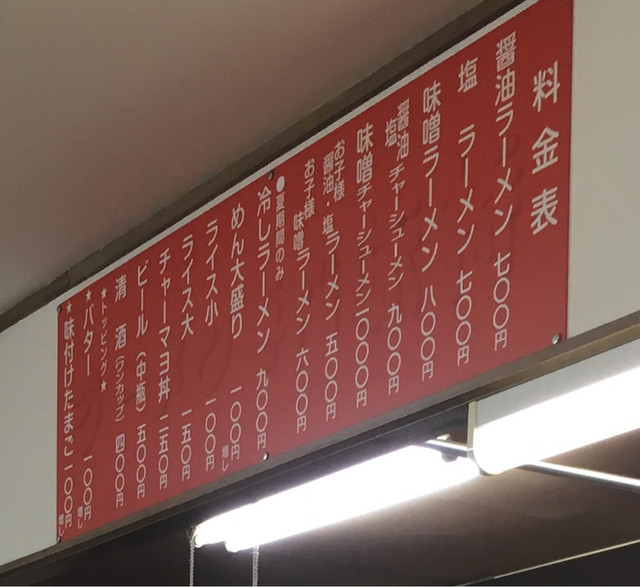 料金表
醤油ラーメン 七〇〇円
塩 ラーメン 七〇〇円
味噌ラーメン 八〇〇円
醤油 塩 チャーシューメン 九〇〇円
味噌チャーシューメン一〇〇〇円
お子様 醤油・塩 ラーメン 五〇〇円
お子様 味噌 ラーメン 六〇〇円
●夏期間のみ
冷しラーメン 九〇〇円
めん大盛り 一〇〇円増し
ライス小 一〇〇円
ライス大 一五〇円
チャーマヨ丼 二五〇円
ビール（中瓶）五〇〇円
清 酒（ワンカップ）四〇〇円
★トッピング★
★バター 一〇〇円増し
★味付けたまご一〇〇円増し